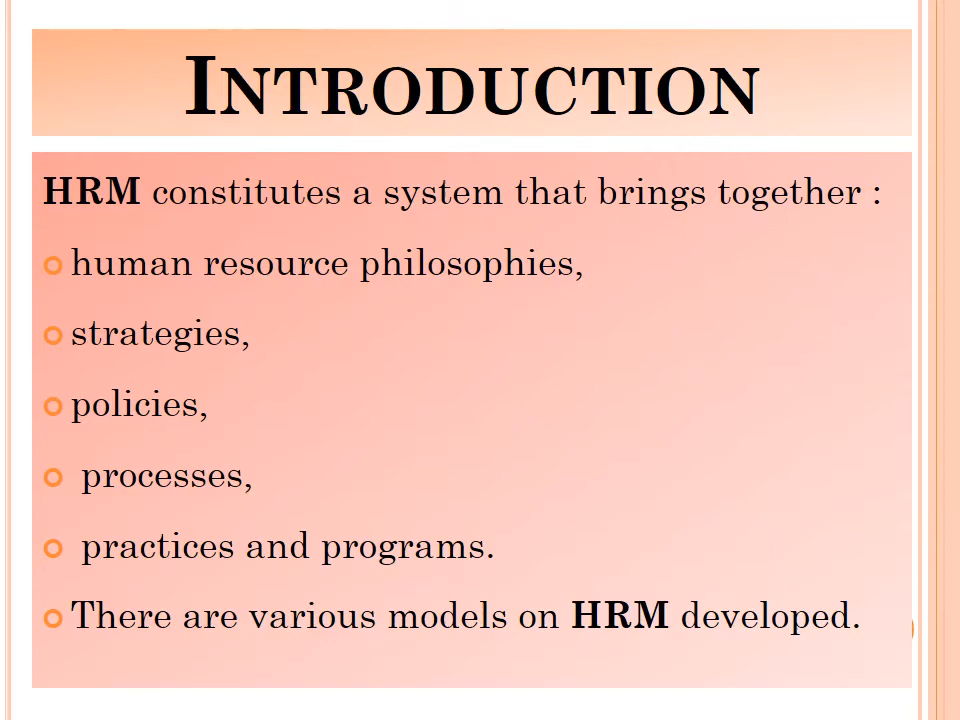 INTRODUCTION
HRM constitutes a system that brings together :
human resource philosophies,
strategies,
policies,
processes,
practices and programs.
There are various models on HRM developed.